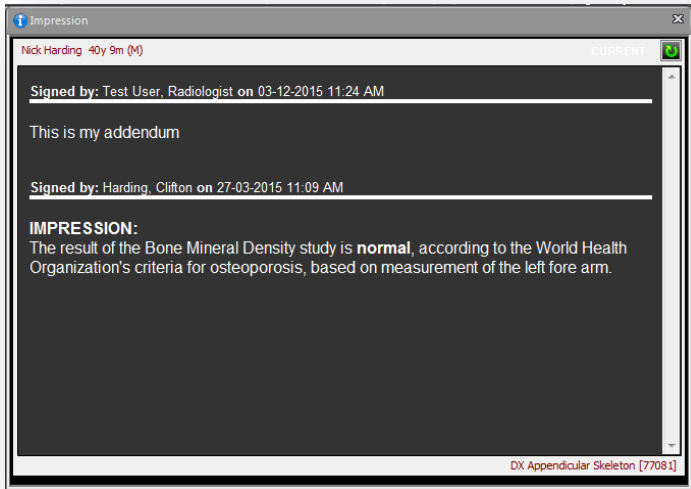 Impression
Nick Harding 40y 9m (M)
CURRENT
Signed by: Test User, Radiologist on 03-12-2015 11:24 AM
This is my addendum
Signed by: Harding, Clifton on 27-03-2015 11:09 AM
IMPRESSION:
The result of the Bone Mineral Density study is normal, according to the World Health
Organization's criteria for osteoporosis, based on measurement of the left fore arm.
DX Appendicular Skeleton [77081]